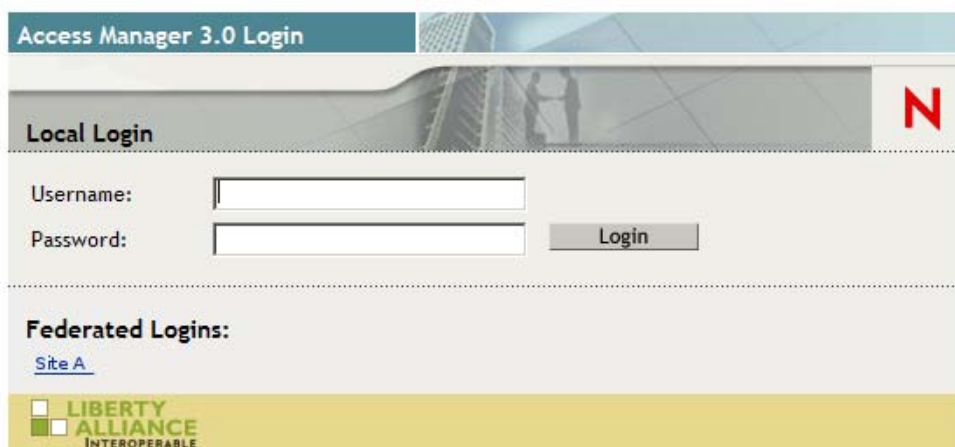 Access Manager 3.0 Login
N
Local Login
Username:
Password:
Login
Federated Logins:
Site A
LIBERTY
ALLIANCE
INTEROPERABLE